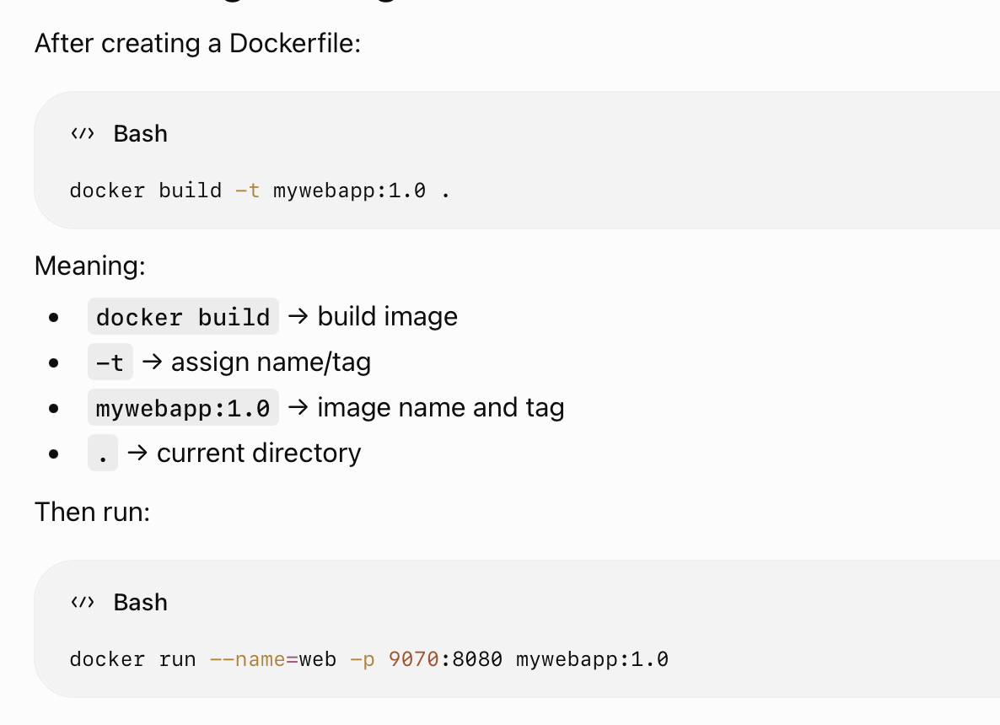 After creating a Dockerfile:
Bash
docker build -t mywebapp:1.0 .
Meaning:
• docker build → build image
• -t → assign name/tag
• mywebapp:1.0 → image name and tag
• . → current directory
Then run:
Bash
docker run --name=web -p 9070:8080 mywebapp:1.0